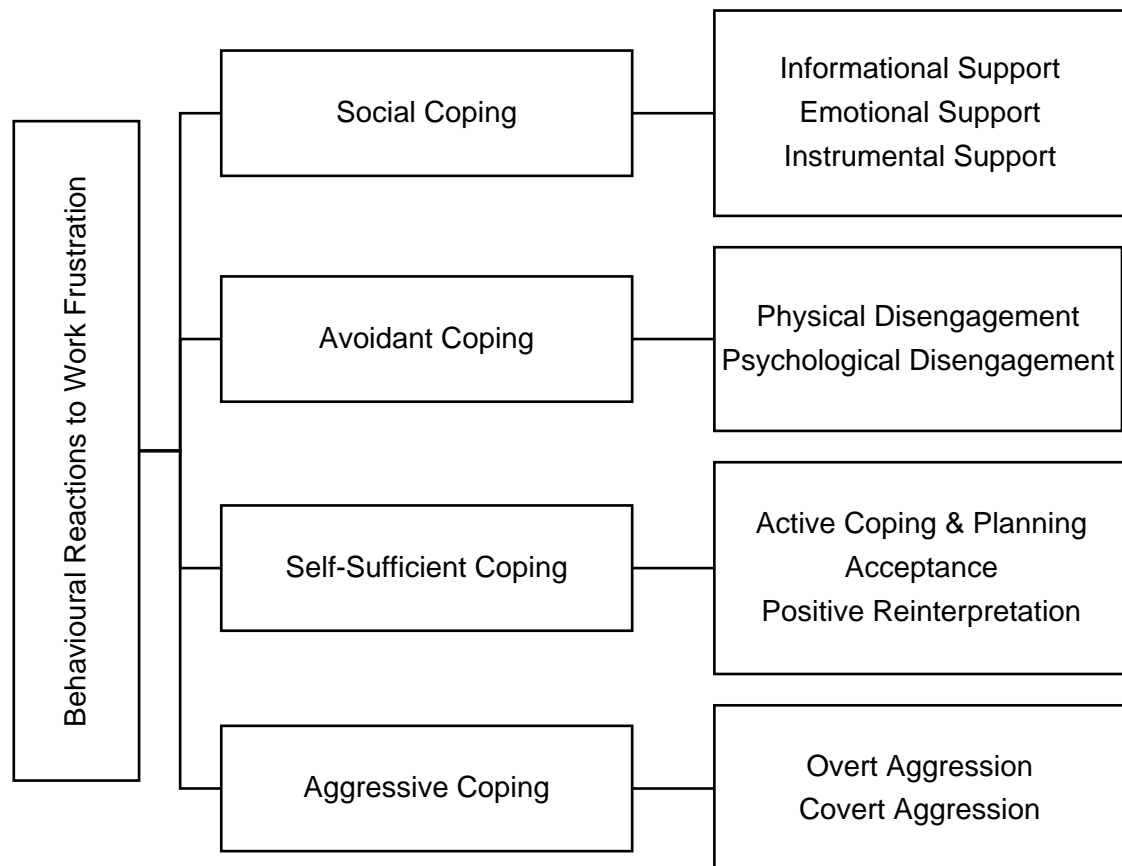 Behavioural Reactions to Work Frustration
Social Coping
Informational Support
Emotional Support
Instrumental Support
Avoidant Coping
Physical Disengagement
Psychological Disengagement
Self-Sufficient Coping
Active Coping & Planning
Acceptance
Positive Reinterpretation
Aggressive Coping
Overt Aggression
Covert Aggression